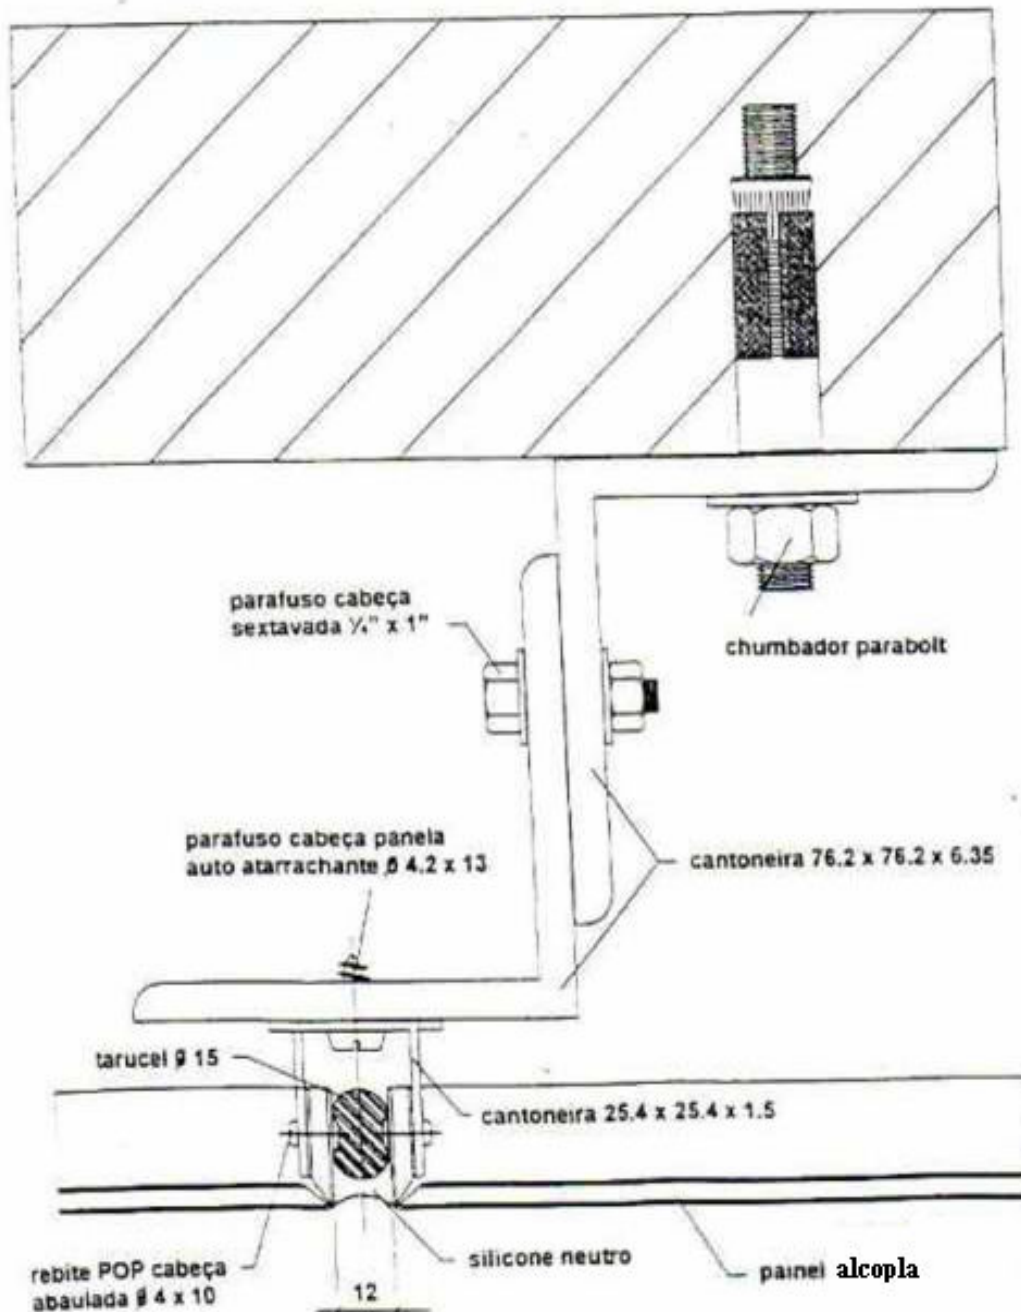 parafuso cabeça
sextavada ¼" x 1"
chumbador parabolt
parafuso cabeça panela
auto atarrachante ø 4.2 x 13
cantoneira 76.2 x 76.2 x 6.35
tarucel ø 15
cantoneira 25.4 x 25.4 x 1.5
rebite POP cabeça
abaulada ø 4 x 10
silicone neutro
painel alcopla
12